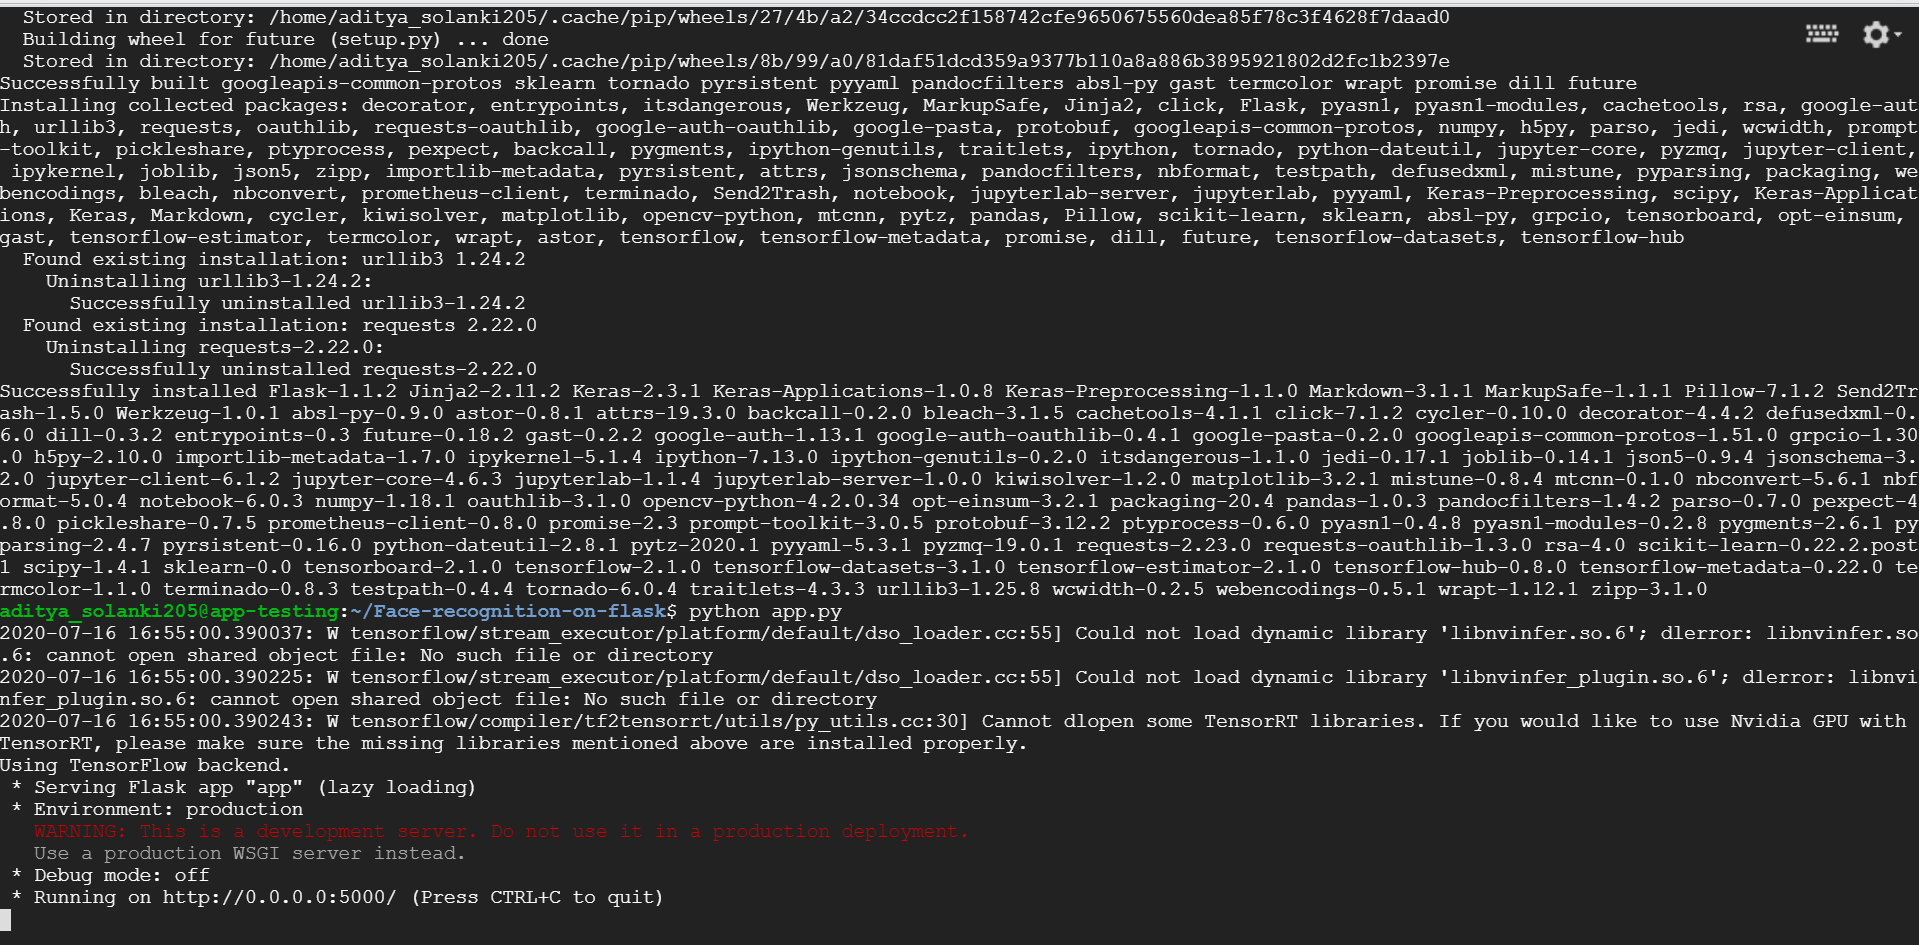 Stored in directory: /home/aditya_solanki205/.cache/pip/wheels/27/4b/a2/34ccdcc2f158742cfe9650675560dea85f78c3f4628f7daad0
Building wheel for future (setup.py) ... done
Stored in directory: /home/aditya_solanki205/.cache/pip/wheels/8b/99/a0/81daf51dcd359a9377b110a8a886b3895921802d2fc1b2397e
Successfully built googleapis-common-protos sklearn tornado pyrsistent pyyaml pandocfilters absl-py gast termcolor wrapt promise dill future
Installing collected packages: decorator, entrypoints, itsdangerous, Werkzeug, MarkupSafe, Jinja2, click, Flask, pyasn1, pyasn1-modules, cachetools, rsa, google-aut
h, urllib3, requests, oauthlib, requests-oauthlib, google-auth-oauthlib, google-pasta, protobuf, googleapis-common-protos, numpy, h5py, parso, jedi, wcwidth, prompt
-toolkit, pickleshare, ptyprocess, pexpect, backcall, pygments, ipython-genutils, traitlets, ipython, tornado, python-dateutil, jupyter-core, pyzmq, jupyter-client,
ipykernel, joblib, json5, zipp, importlib-metadata, pyrsistent, attrs, jsonschema, pandocfilters, nbformat, testpath, defusedxml, mistune, pyparsing, packaging, we
bencodings, bleach, nbconvert, prometheus-client, terminado, Send2Trash, notebook, jupyterlab-server, jupyterlab, pyyaml, Keras-Preprocessing, scipy, Keras-Applicat
ions, Keras, Markdown, cycler, kiwisolver, matplotlib, opencv-python, mtcnn, pytz, pandas, Pillow, scikit-learn, sklearn, absl-py, grpcio, tensorboard, opt-einsum,
gast, tensorflow-estimator, termcolor, wrapt, astor, tensorflow, tensorflow-metadata, promise, dill, future, tensorflow-datasets, tensorflow-hub
Found existing installation: urllib3 1.24.2
Uninstalling urllib3-1.24.2:
Successfully uninstalled urllib3-1.24.2
Found existing installation: requests 2.22.0
Uninstalling requests-2.22.0:
Successfully uninstalled requests-2.22.0
Successfully installed Flask-1.1.2 Jinja2-2.11.2 Keras-2.3.1 Keras-Applications-1.0.8 Keras-Preprocessing-1.1.0 Markdown-3.1.1 MarkupSafe-1.1.1 Pillow-7.1.2 Send2Tr
ash-1.5.0 Werkzeug-1.0.1 absl-py-0.9.0 astor-0.8.1 attrs-19.3.0 backcall-0.2.0 bleach-3.1.5 cachetools-4.1.1 click-7.1.2 cycler-0.10.0 decorator-4.4.2 defusedxml-0.
6.0 dill-0.3.2 entrypoints-0.3 future-0.18.2 gast-0.2.2 google-auth-1.13.1 google-auth-oauthlib-0.4.1 google-pasta-0.2.0 googleapis-common-protos-1.51.0 grpcio-1.30
.0 h5py-2.10.0 importlib-metadata-1.7.0 ipykernel-5.1.4 ipython-7.13.0 ipython-genutils-0.2.0 itsdangerous-1.1.0 jedi-0.17.1 joblib-0.14.1 json5-0.9.4 jsonschema-3.
2.0 jupyter-client-6.1.2 jupyter-core-4.6.3 jupyterlab-1.1.4 jupyterlab-server-1.0.0 kiwisolver-1.2.0 matplotlib-3.2.1 mistune-0.8.4 mtcnn-0.1.0 nbconvert-5.6.1 nbf
ormat-5.0.4 notebook-6.0.3 numpy-1.18.1 oauthlib-3.1.0 opencv-python-4.2.0.34 opt-einsum-3.2.1 packaging-20.4 pandas-1.0.3 pandocfilters-1.4.2 parso-0.7.0 pexpect-4
.8.0 pickleshare-0.7.5 prometheus-client-0.8.0 promise-2.3 prompt-toolkit-3.0.5 protobuf-3.12.2 ptyprocess-0.6.0 pyasn1-0.4.8 pyasn1-modules-0.2.8 pygments-2.6.1 py
parsing-2.4.7 pyrsistent-0.16.0 python-dateutil-2.8.1 pytz-2020.1 pyyaml-5.3.1 pyzmq-19.0.1 requests-2.23.0 requests-oauthlib-1.3.0 rsa-4.0 scikit-learn-0.22.2.post
1 scipy-1.4.1 sklearn-0.0 tensorboard-2.1.0 tensorflow-2.1.0 tensorflow-datasets-3.1.0 tensorflow-estimator-2.1.0 tensorflow-hub-0.8.0 tensorflow-metadata-0.22.0 te
rmcolor-1.1.0 terminado-0.8.3 testpath-0.4.4 tornado-6.0.4 traitlets-4.3.3 urllib3-1.25.8 wcwidth-0.2.5 webencodings-0.5.1 wrapt-1.12.1 zipp-3.1.0
aditya_solanki205@app-testing:~/Face-recognition-on-flask$ python app.py
2020-07-16 16:55:00.390037: W tensorflow/stream_executor/platform/default/dso_loader.cc:55] Could not load dynamic library 'libnvinfer.so.6'; dlerror: libnvinfer.so
.6: cannot open shared object file: No such file or directory
2020-07-16 16:55:00.390225: W tensorflow/stream_executor/platform/default/dso_loader.cc:55] Could not load dynamic library 'libnvinfer_plugin.so.6'; dlerror: libnvi
nfer_plugin.so.6: cannot open shared object file: No such file or directory
2020-07-16 16:55:00.390243: W tensorflow/compiler/tf2tensorrt/utils/py_utils.cc:30] Cannot dlopen some TensorRT libraries. If you would like to use Nvidia GPU with
TensorRT, please make sure the missing libraries mentioned above are installed properly.
Using TensorFlow backend.
* Serving Flask app "app" (lazy loading)
* Environment: production
WARNING: This is a development server. Do not use it in a production deployment.
Use a production WSGI server instead.
* Debug mode: off
* Running on http://0.0.0.0:5000/ (Press CTRL+C to quit)